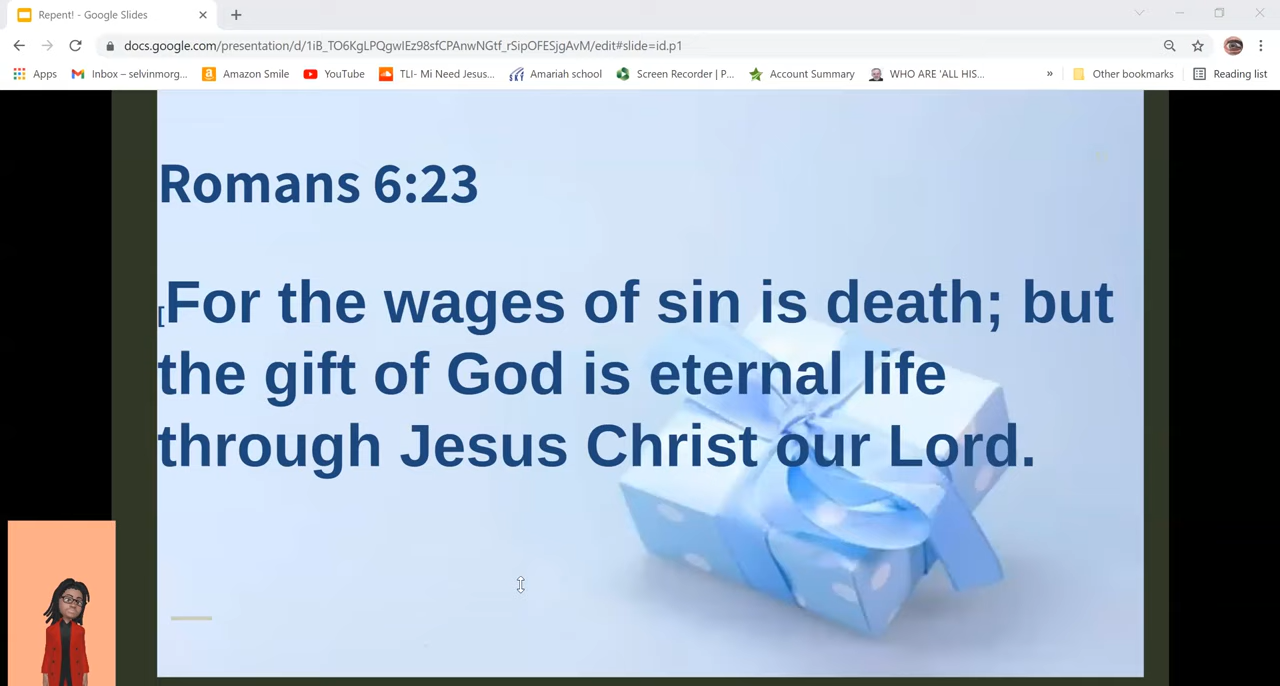 Repent! - Google Slides
docs.google.com/presentation/d/1iB_TO6KgLPQgwIEz98sfCPAnwNGtf_rSipOFESjgAvM/edit#slide=id.p1
Apps Inbox – selvinmorg... Amazon Smile YouTube TLI- Mi Need Jesus... Amariah school Screen Recorder | P... Account Summary WHO ARE 'ALL HIS... » Other bookmarks Reading list
Romans 6:23
[For the wages of sin is death; but
the gift of God is eternal life
through Jesus Christ our Lord.